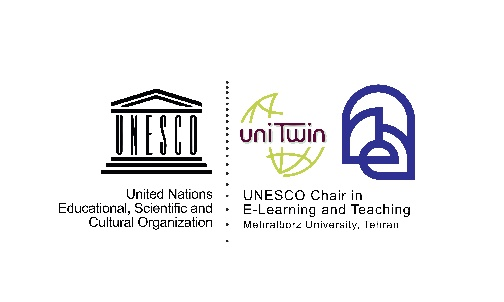 UNESCO
United Nations
Educational, Scientific and
Cultural Organization
uniTwin
UNESCO Chair in
E-Learning and Teaching
Mehralborz University, Tehran